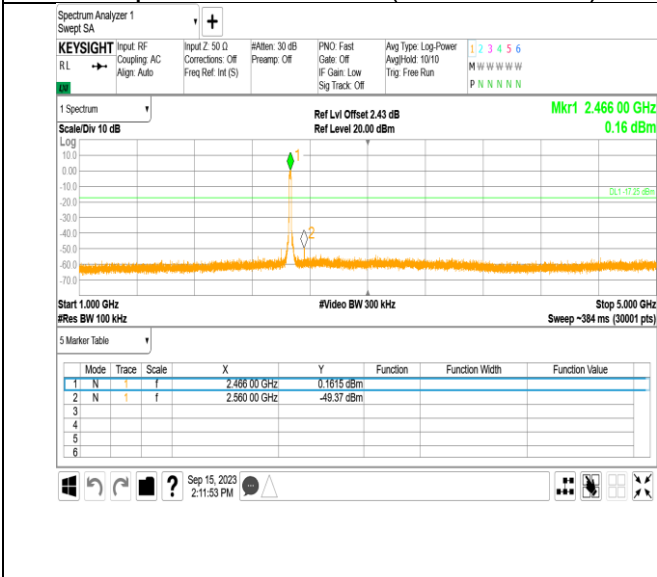 Spectrum Analyzer 1
Swept SA
+
KEYSIGHT
RL
Input: RF
Coupling: AC
Align: Auto
Input Z: 50 Ω
Corrections: Off
Freq Ref: Int (S)
#Atten: 30 dB
Preamp: Off
PNO: Fast
Gate: Off
IF Gain: Low
Sig Track: Off
Avg Type: Log-Power
Avg|Hold: 10/10
Trig: Free Run
1 2 3 4 5 6
M W W W W W
P N N N N N
1 Spectrum
Scale/Div 10 dB
Ref Lvl Offset 2.43 dB
Ref Level 20.00 dBm
Mkr1 2.466 00 GHz
0.16 dBm
Log
10.0
0.00
-10.0
-20.0
-30.0
-40.0
-50.0
-60.0
-70.0
1
2
DL1 -17.25 dBm
Start 1.000 GHz
#Res BW 100 kHz
#Video BW 300 kHz
Stop 5.000 GHz
Sweep ~384 ms (30001 pts)
5 Marker Table
Mode Trace Scale X Y Function Function Width Function Value
1 N 1 f 2.466 00 GHz 0.1615 dBm
2 N 1 f 2.560 00 GHz -49.37 dBm
3
4
5
6
?
Sep 15, 2023
2:11:53 PM